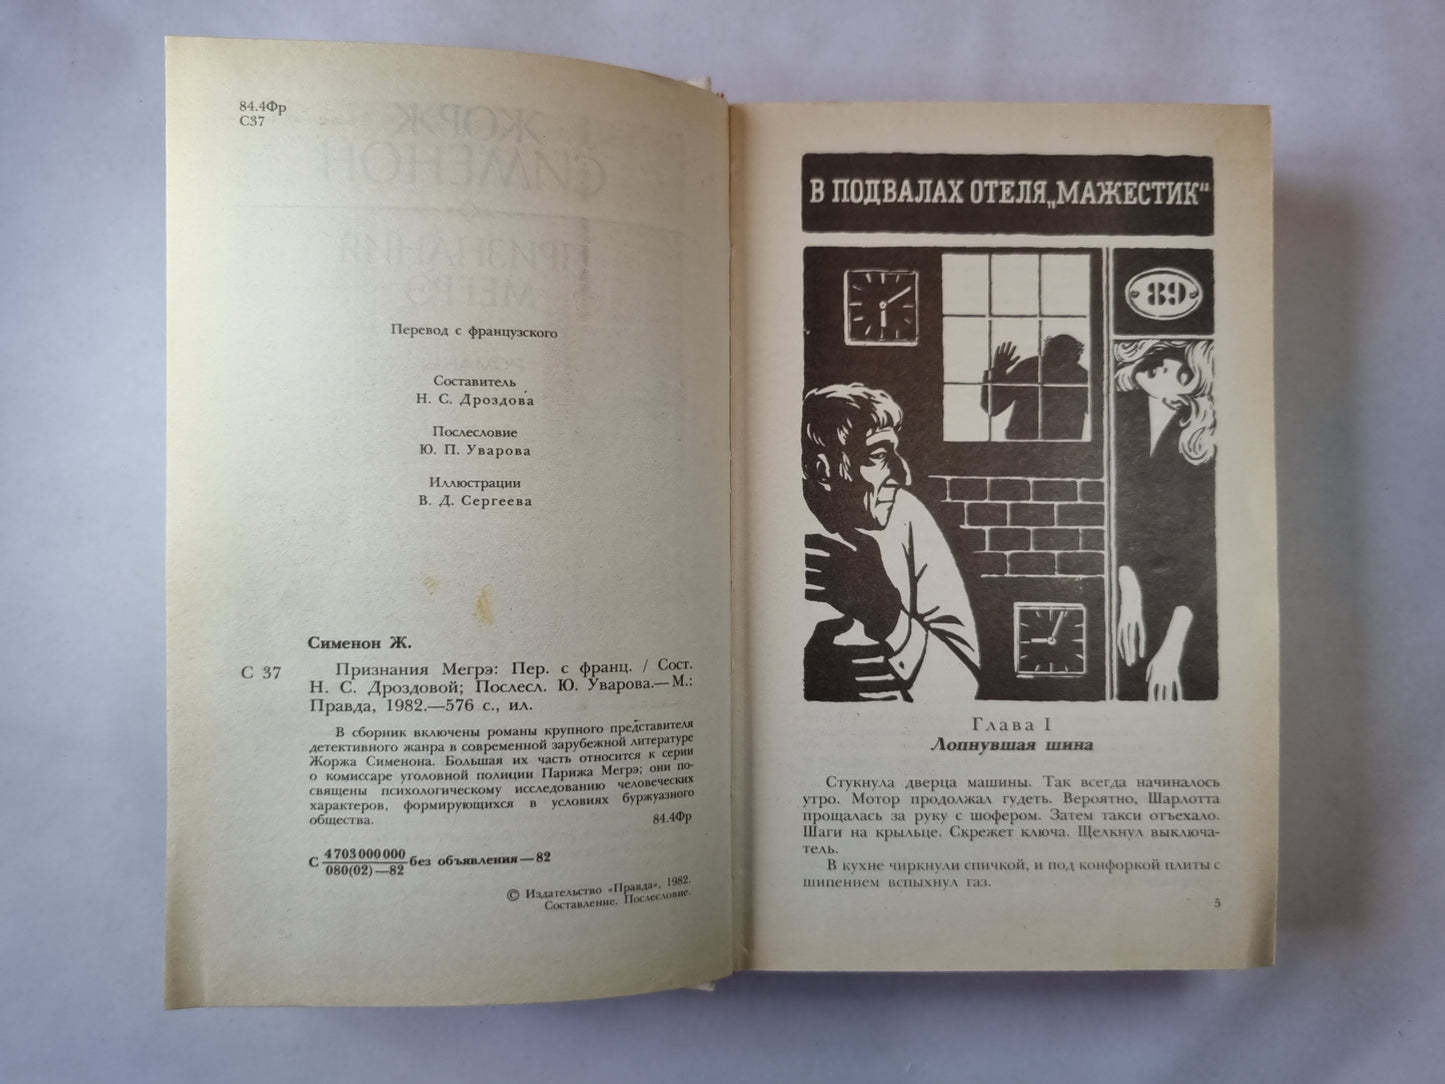 84.4Фр
С37
Перевод с французского
Составитель
Н. С. Дроздова
Послесловие
Ю. П. Уварова
Иллюстрации
В. Д. Сергеева
Сименон Ж.
С 37 Признания Мегрэ: Пер. с франц. / Сост.
Н. С. Дроздовой; Послесл. Ю. Уварова.—М.:
Правда, 1982.—576 с., ил.
В сборник включены романы крупного представителя
детективного жанра в современной зарубежной литературе
Жоржа Сименона. Большая их часть относится к серии
о комиссаре уголовной полиции Парижа Мегрэ; они по-
священы психологическому исследованию человеческих
характеров, формирующихся в условиях буржуазного
общества. 84.4Фр
С 4703000000
080(02)—82 без объявления—82
© Издательство «Правда», 1982.
Составление. Послесловие.
В ПОДВАЛАХ ОТЕЛЯ „МАЖЕСТИК“
89
Глава I
Лопнувшая шина
Стукнула дверца машины. Так всегда начиналось
утро. Мотор продолжал гудеть. Вероятно, Шарлотта
прощалась за руку с шофером. Затем такси отъехало.
Шаги на крыльце. Скрежет ключа. Щелкнул выключа-
тель.
В кухне чиркнули спичкой, и под конфоркой плиты с
шипением вспыхнул газ.
5